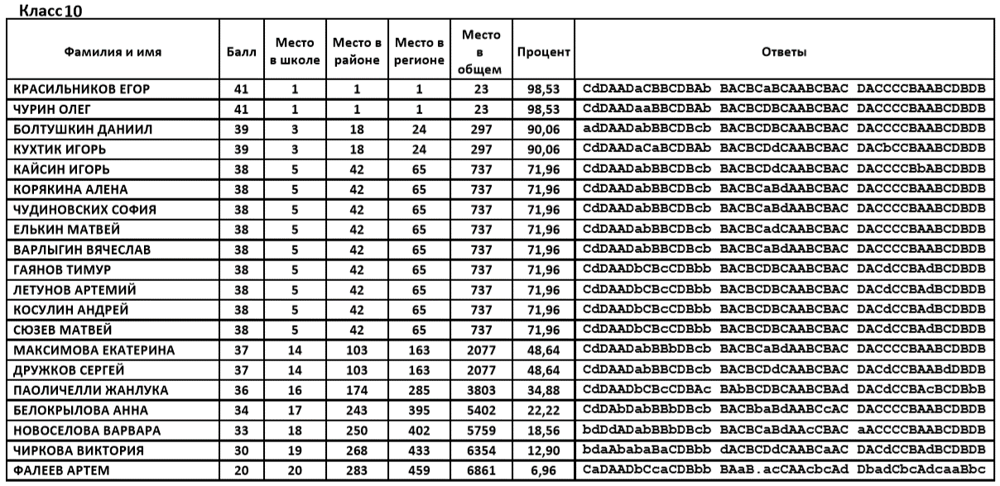 Класс10
Фамилия и имя Балл Место в школе Место в районе Место в регионе Место в общем Процент Ответы
КРАСИЛЬНИКОВ ЕГОР 41 1 1 1 23 98,53 CdDAADaCBBCDBAb BACBCaBCAABCBAC DACCCCBAABCDBDB
ЧУРИН ОЛЕГ 41 1 1 1 23 98,53 CdDAADaaBBCDBAb BACBCDBCAABCBAC DACCCCBAABCDBDB
БОЛТУШКИН ДАНИИЛ 39 3 18 24 297 90,06 adDAADabBBCDBcb BACBCDBCAABCBAC DACCCCBAABCDBDB
КУХТИК ИГОРЬ 39 3 18 24 297 90,06 CdDAADaCaBCDBAb BACBCDdCAABCBAC DACbCCBAABCDBDB
КАЙСИН ИГОРЬ 38 5 42 65 737 71,96 CdDAADabBBCDBcb BACBCDdCAABCBAC DACCCCBbABCDBDB
КОРЯКИНА АЛЕНА 38 5 42 65 737 71,96 CdDAADabBBCDBcb BACBCaBdAABCBAC DACCCCBAABCDBDB
ЧУДИНОВСКИХ СОФИЯ 38 5 42 65 737 71,96 CdDAADabBBCDBcb BACBCaBdAABCBAC DACCCCBAABCDBDB
ЕЛЬКИН МАТВЕЙ 38 5 42 65 737 71,96 CdDAADabBBCDBcb BACBCadCAABCBAC DACCCCBAABCDBDB
ВАРЛЫГИН ВЯЧЕСЛАВ 38 5 42 65 737 71,96 CdDAADabBBCDBcb BACBCaBdAABCBAC DACCCCBAABCDBDB
ГАЯНОВ ТИМУР 38 5 42 65 737 71,96 CdDAADbCBcCDBbb BACBCDBCAABCBAC DACdCCBAdBCDBDB
ЛЕТУНОВ АРТЕМИЙ 38 5 42 65 737 71,96 CdDAADbCBcCDBbb BACBCDBCAABCBAC DACdCCBAdBCDBDB
КОСУЛИН АНДРЕЙ 38 5 42 65 737 71,96 CdDAADbCBcCDBbb BACBCDBCAABCBAC DACdCCBAdBCDBDB
СЮЗЕВ МАТВЕЙ 38 5 42 65 737 71,96 CdDAADbCBcCDBbb BACBCDBCAABCBAC DACdCCBAdBCDBDB
МАКСИМОВА ЕКАТЕРИНА 37 14 103 163 2077 48,64 CdDAADabBBbDBcb BACBCaBdAABCBAC DACCCCBAABCDBDB
ДРУЖКОВ СЕРГЕЙ 37 14 103 163 2077 48,64 CdDAADabBBCDBcb BACBCDdCAABCBAC DACdCCBAABdDBDB
ПАОЛИЧЕЛЛИ ЖАНЛУКА 36 16 174 285 3803 34,88 CdDAADbCBcCDBAc BAbBCDBCAABCBAd DACdCCBAcBCDBbB
БЕЛОКРЫЛОВА АННА 34 17 243 395 5402 22,22 CdDAbDabBBbDBcb BACBbaBdAABCcAC DACCCCBAABCDBDB
НОВОСЕЛОВА ВАРВАРА 33 18 250 402 5759 18,56 bdDdADabBBbDBcb BACBCaBdAAcCBAC aACCCCBAABCDBDB
ЧИРКОВА ВИКТОРИЯ 30 19 268 433 6354 12,90 bdaAbabaBaCDBbb dACBCDdCAABCaAC DACdCCBAdBCDBDB
ФАЛЕЕВ АРТЕМ 20 20 283 459 6861 6,96 CaDAADbCcaCDBbb BAaB.acCAAcbcAd DbadCbcAdcaaBbc